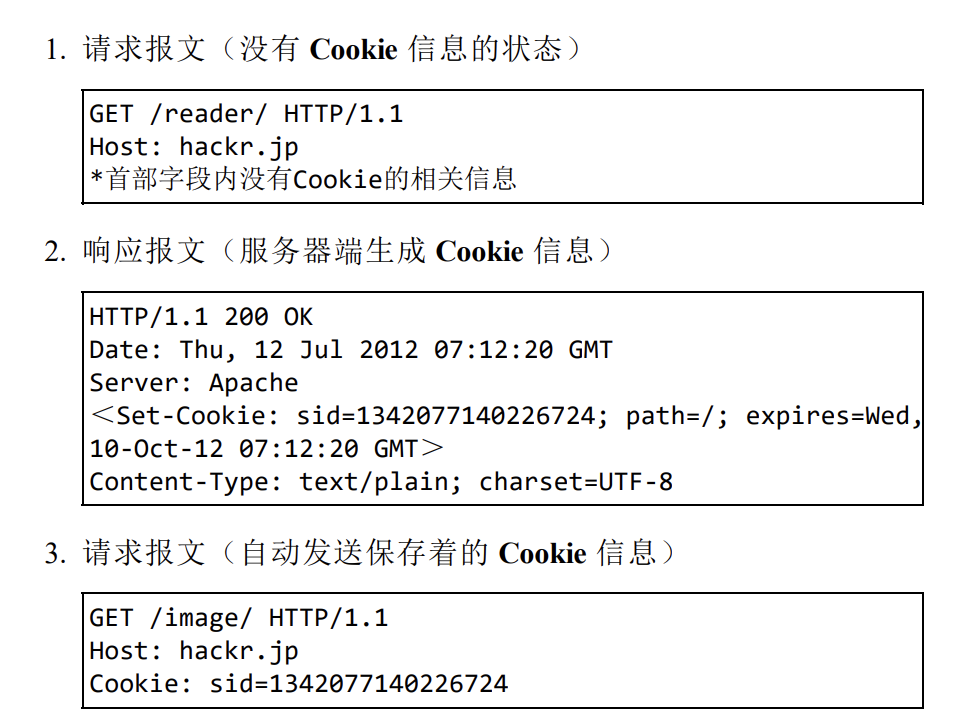 1. 请求报文（没有 Cookie 信息的状态）
GET /reader/ HTTP/1.1
Host: hackr.jp
*首部字段内没有Cookie的相关信息
2. 响应报文（服务器端生成 Cookie 信息）
HTTP/1.1 200 OK
Date: Thu, 12 Jul 2012 07:12:20 GMT
Server: Apache
＜Set-Cookie: sid=1342077140226724; path=/; expires=Wed,
10-Oct-12 07:12:20 GMT＞
Content-Type: text/plain; charset=UTF-8
3. 请求报文（自动发送保存着的 Cookie 信息）
GET /image/ HTTP/1.1
Host: hackr.jp
Cookie: sid=1342077140226724